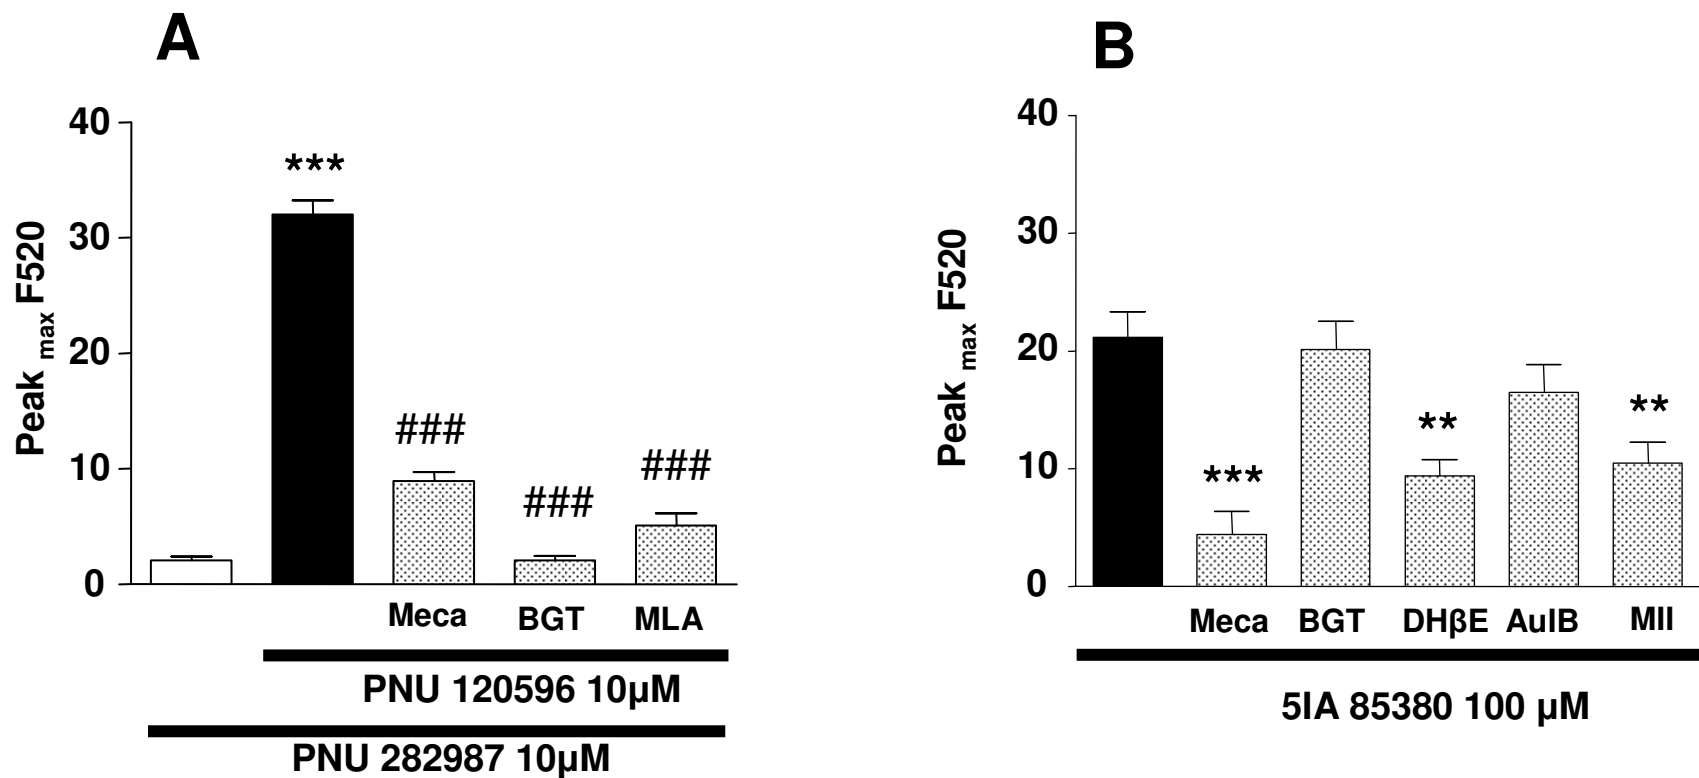 A
40
30
20
10
0
Peak max F520
***
###
###
###
Meca BGT MLA
PNU 120596 10µM
PNU 282987 10µM
B
40
30
20
10
0
Peak max F520
***
**
**
Meca BGT DHβE AuIB MII
5IA 85380 100 µM